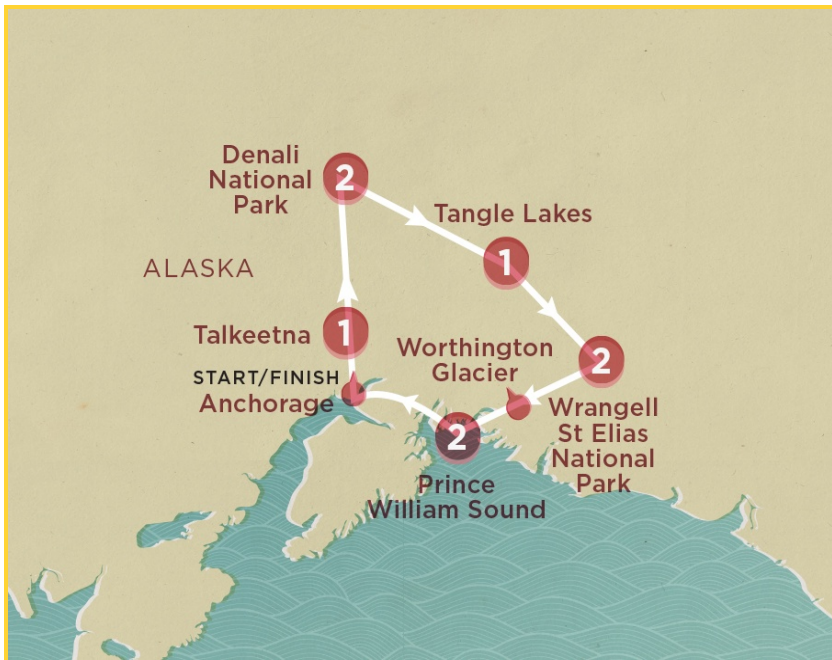 Denali
National
Park
2
Tangle Lakes
1
ALASKA
Talkeetna
1
Worthington
Glacier
2
START/FINISH
Anchorage
Wrangell
St Elias
National
Park
2
Prince
William Sound